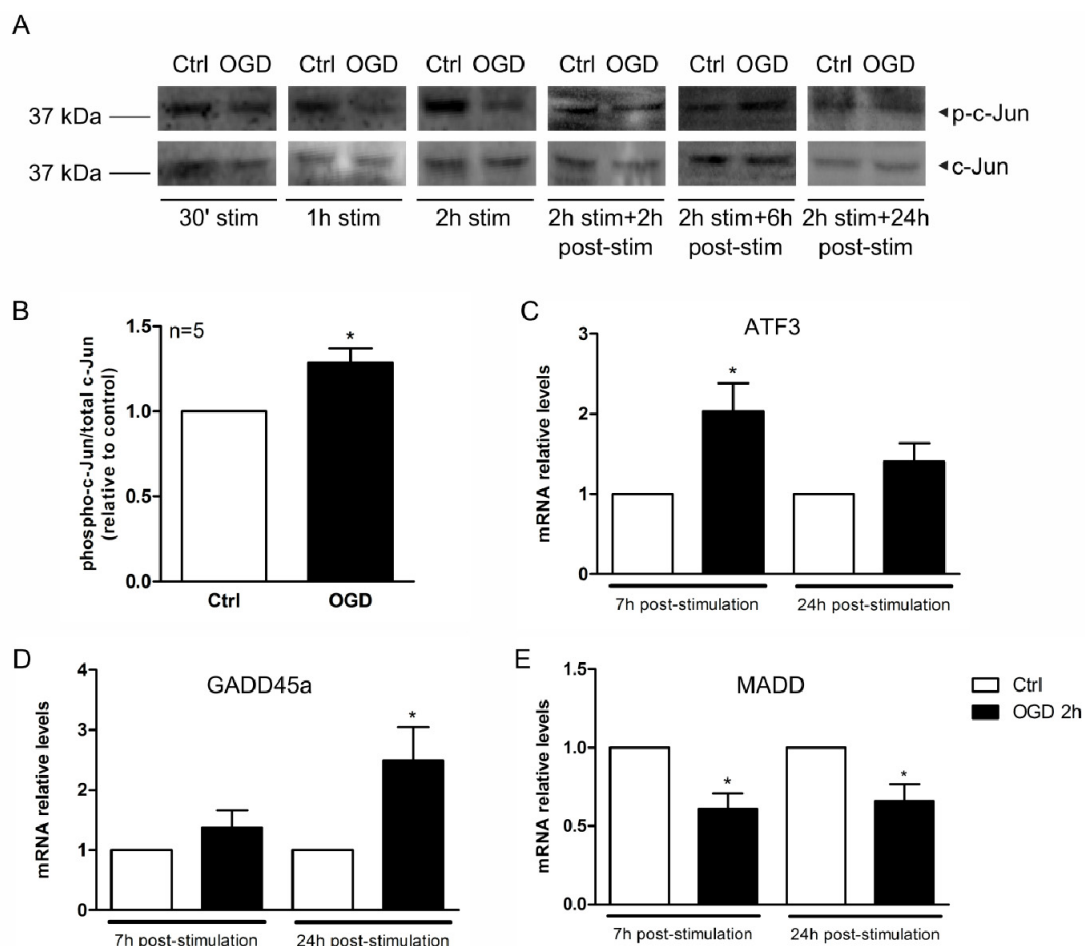 A
Ctrl OGD Ctrl OGD Ctrl OGD Ctrl OGD Ctrl OGD Ctrl OGD
37 kDa
◄p-c-Jun
37 kDa
◄c-Jun
30' stim 1h stim 2h stim 2h stim+2h 2h stim+6h 2h stim+24h
post-stim post-stim post-stim
B
phospho-c-Jun/total c-Jun
(relative to control)
1.5
1.0
0.5
0.0
n=5
*
Ctrl OGD
C
ATF3
mRNA relative levels
3
2
1
0
*
7h post-stimulation 24h post-stimulation
D
GADD45a
mRNA relative levels
4
3
2
1
0
*
7h post-stimulation 24h post-stimulation
E
MADD
mRNA relative levels
1.5
1.0
0.5
0.0
* *
7h post-stimulation 24h post-stimulation
Ctrl
OGD 2h